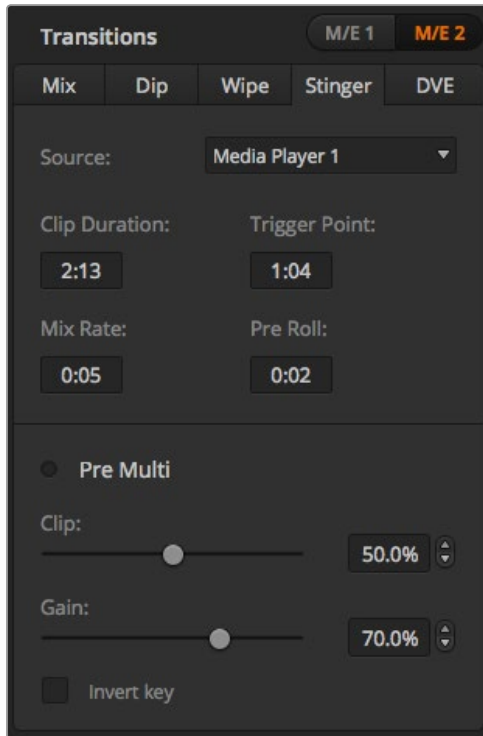 Transitions M/E 1 M/E 2
Mix Dip Wipe Stinger DVE
Source: Media Player 1
Clip Duration: Trigger Point:
2:13 1:04
Mix Rate: Pre Roll:
0:05 0:02
Pre Multi
Clip:
50.0%
Gain:
70.0%
Invert key